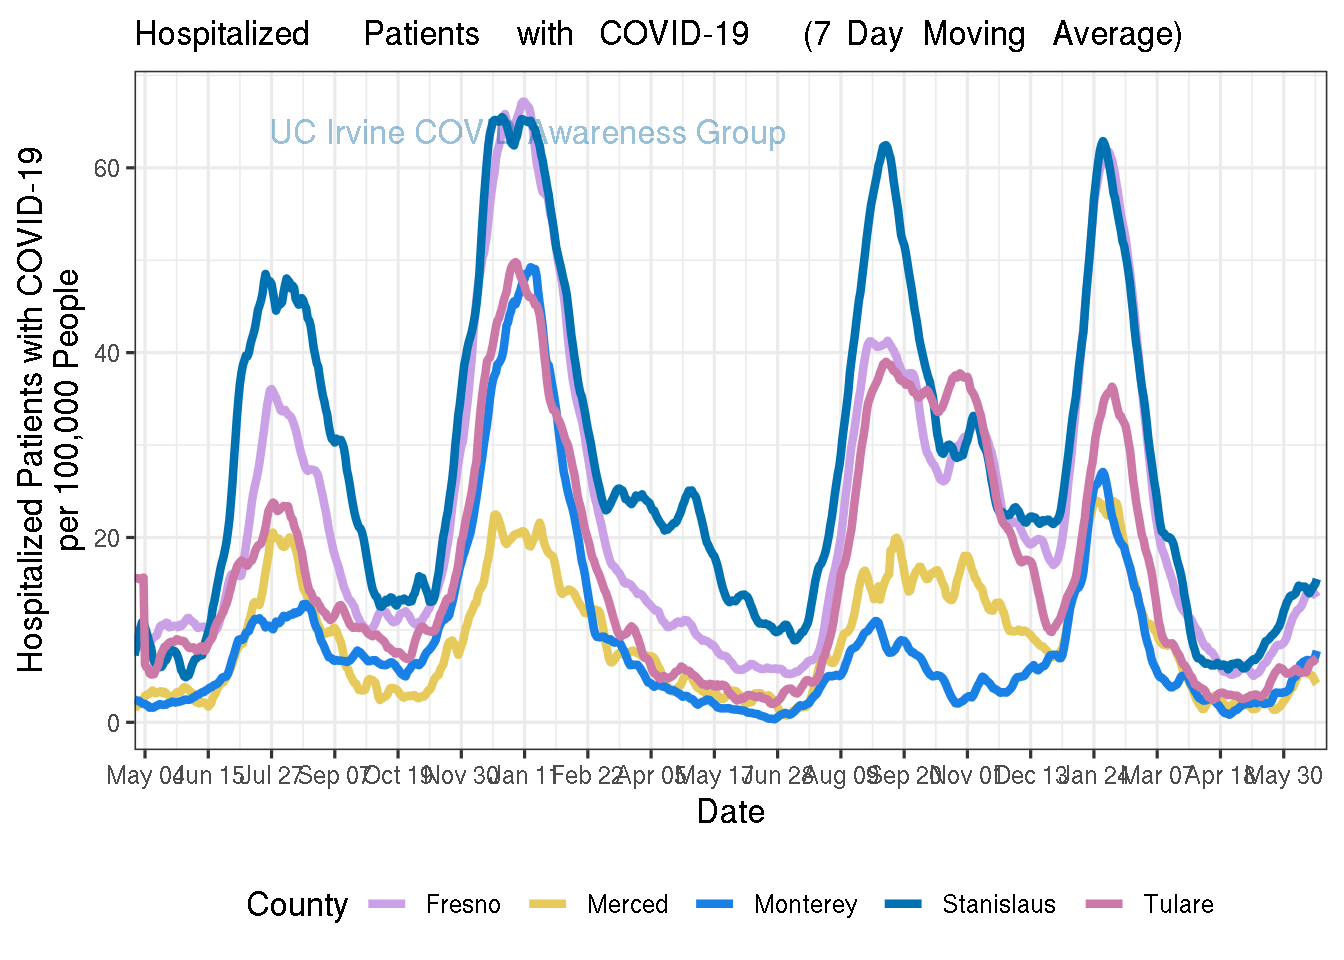 Hospitalized Patients with COVID-19 (7 Day Moving Average)
UC Irvine COVID Awareness Group
Hospitalized Patients with COVID-19
per 100,000 People
60
40
20
0
May 04 Jun 15 Jul 27 Sep 07 Oct 19 Nov 30 Jan 11 Feb 22 Apr 05 May 17 Jun 28 Aug 09 Sep 20 Nov 01 Dec 13 Jan 24 Mar 07 Apr 18 May 30
Date
County Fresno Merced Monterey Stanislaus Tulare